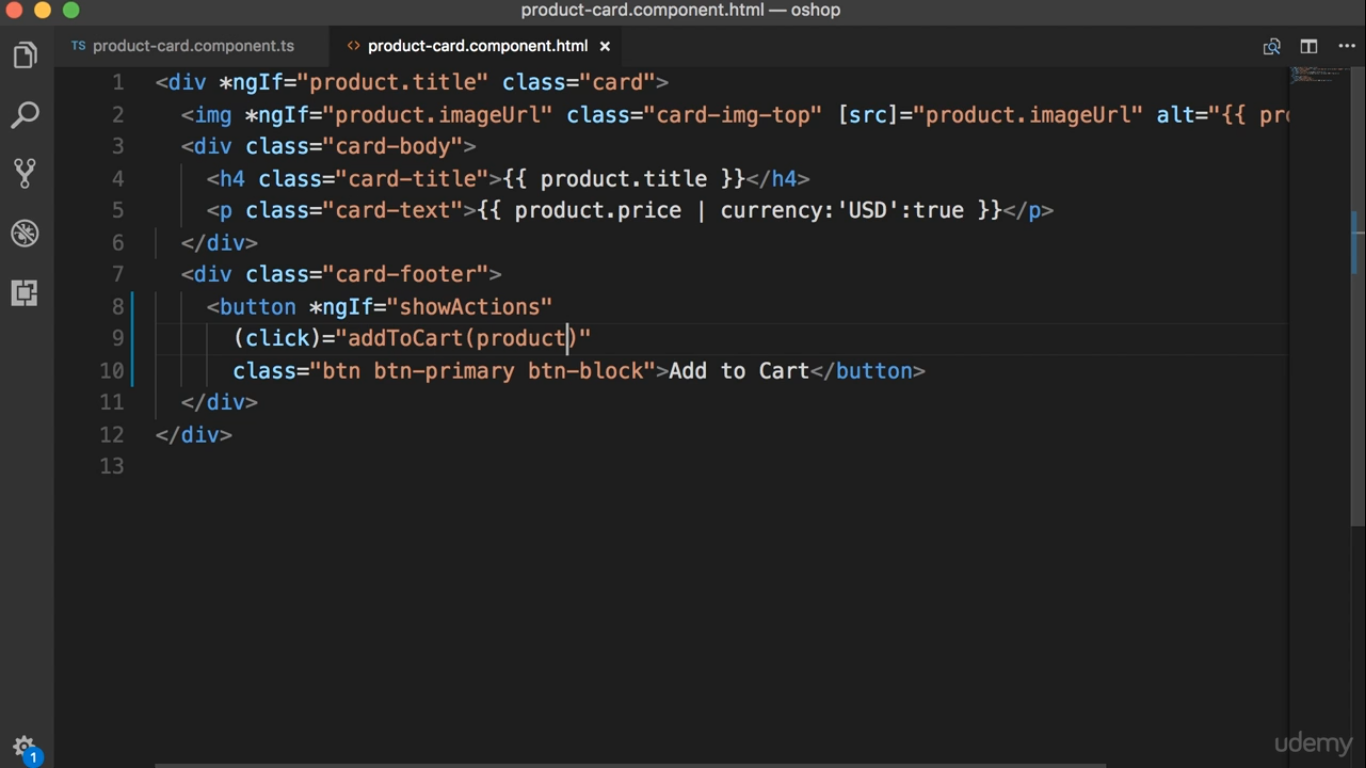 product-card.component.html — oshop
TS product-card.component.ts <> product-card.component.html ×
1 <div *ngIf="product.title" class="card">
2 <img *ngIf="product.imageUrl" class="card-img-top" [src]="product.imageUrl" alt="{{
3 <div class="card-body">
4 <h4 class="card-title">{{ product.title }}</h4>
5 <p class="card-text">{{ product.price | currency:'USD':true }}</p>
6 </div>
7 <div class="card-footer">
8 <button *ngIf="showActions"
9 (click)="addToCart(product)"
10 class="btn btn-primary btn-block">Add to Cart</button>
11 </div>
12 </div>
13
1
udemy